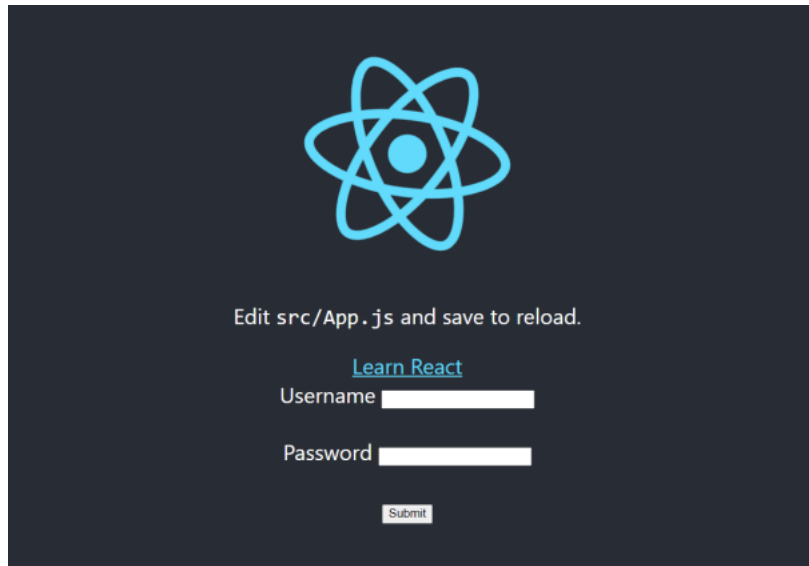 Edit src/App.js and save to reload.
Learn React
Username
Password
Submit